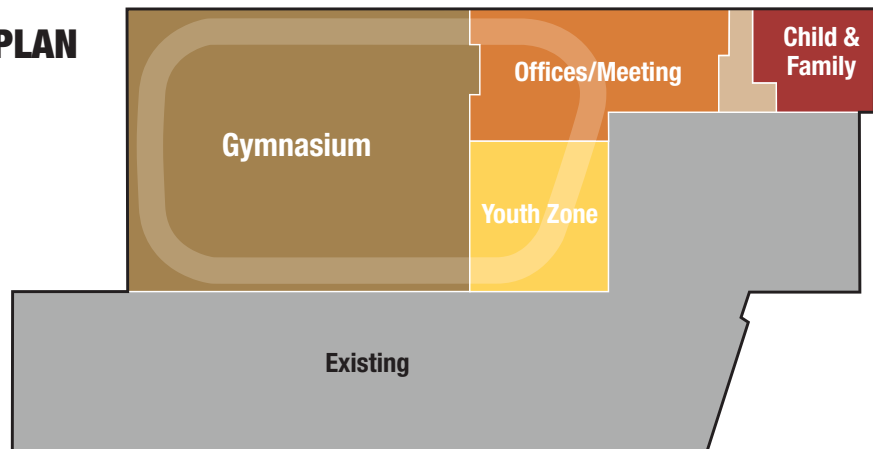 PLAN
Child &
Family
Offices/Meeting
Gymnasium
Youth Zone
Existing